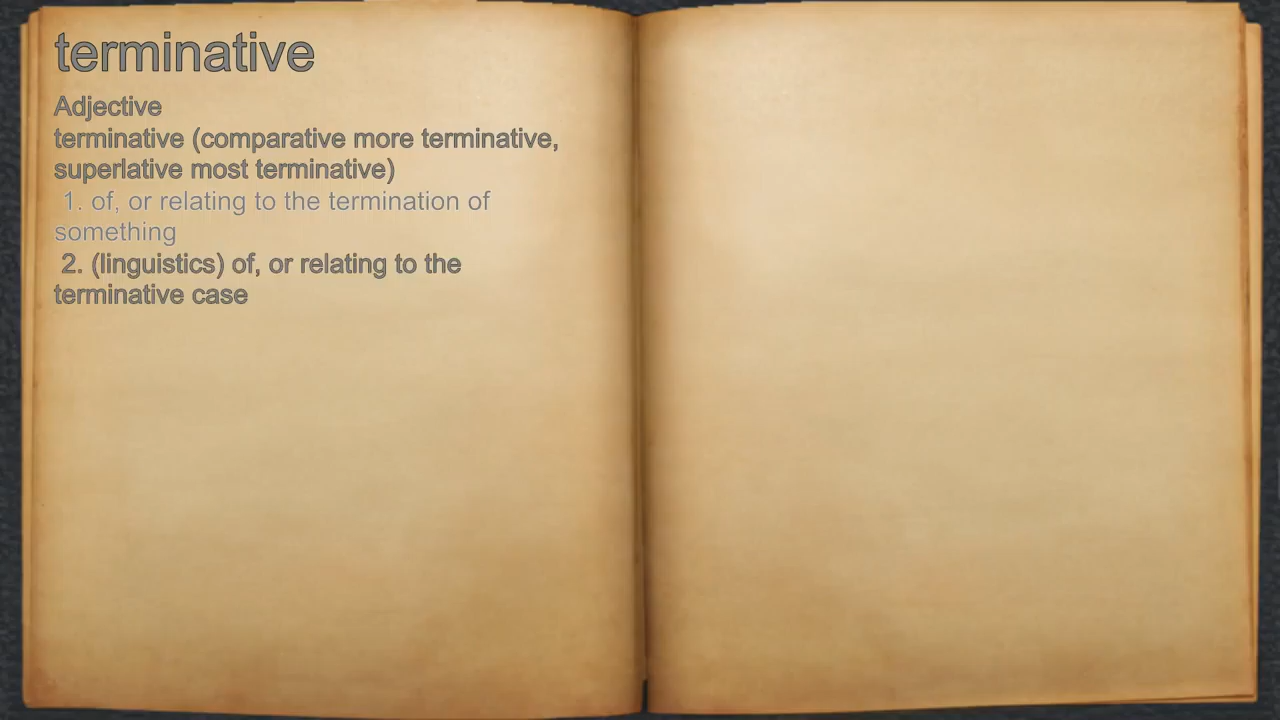 terminative
Adjective
terminative (comparative more terminative,
superlative most terminative)
1. of, or relating to the termination of
something
2. (linguistics) of, or relating to the
terminative case